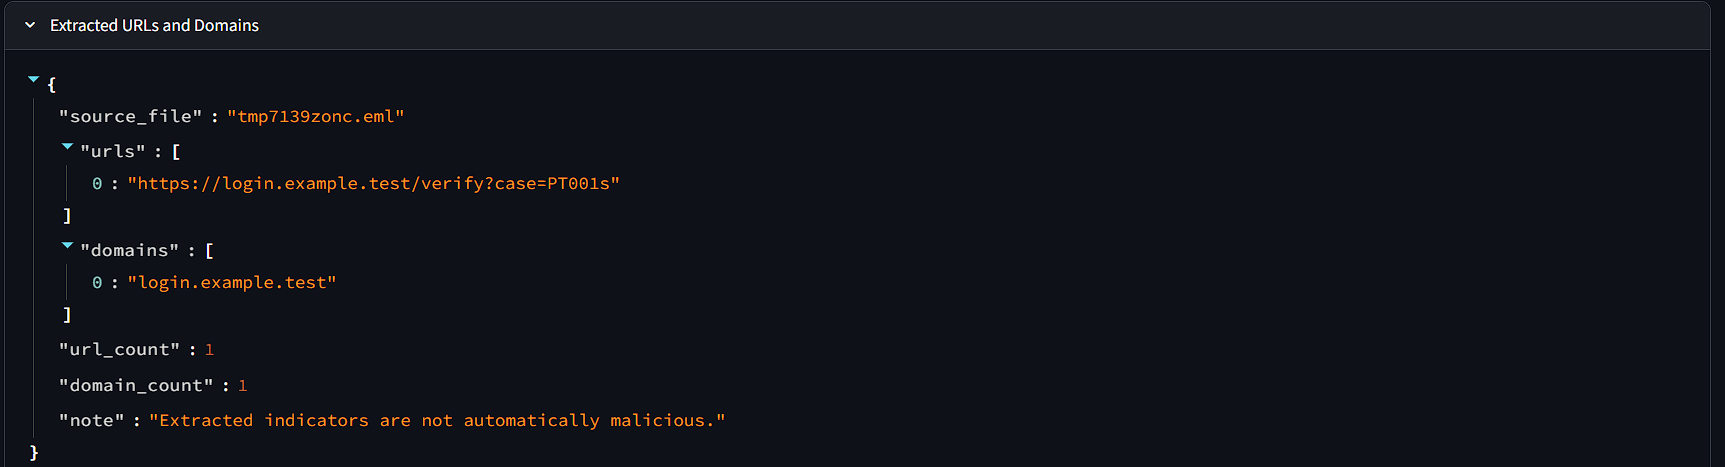 Extracted URLs and Domains
{
"source_file" : "tmp7139zonc.eml"
"urls" : [
0 : "https://login.example.test/verify?case=PT001s"
]
"domains" : [
0 : "login.example.test"
]
"url_count" : 1
"domain_count" : 1
"note" : "Extracted indicators are not automatically malicious."
}